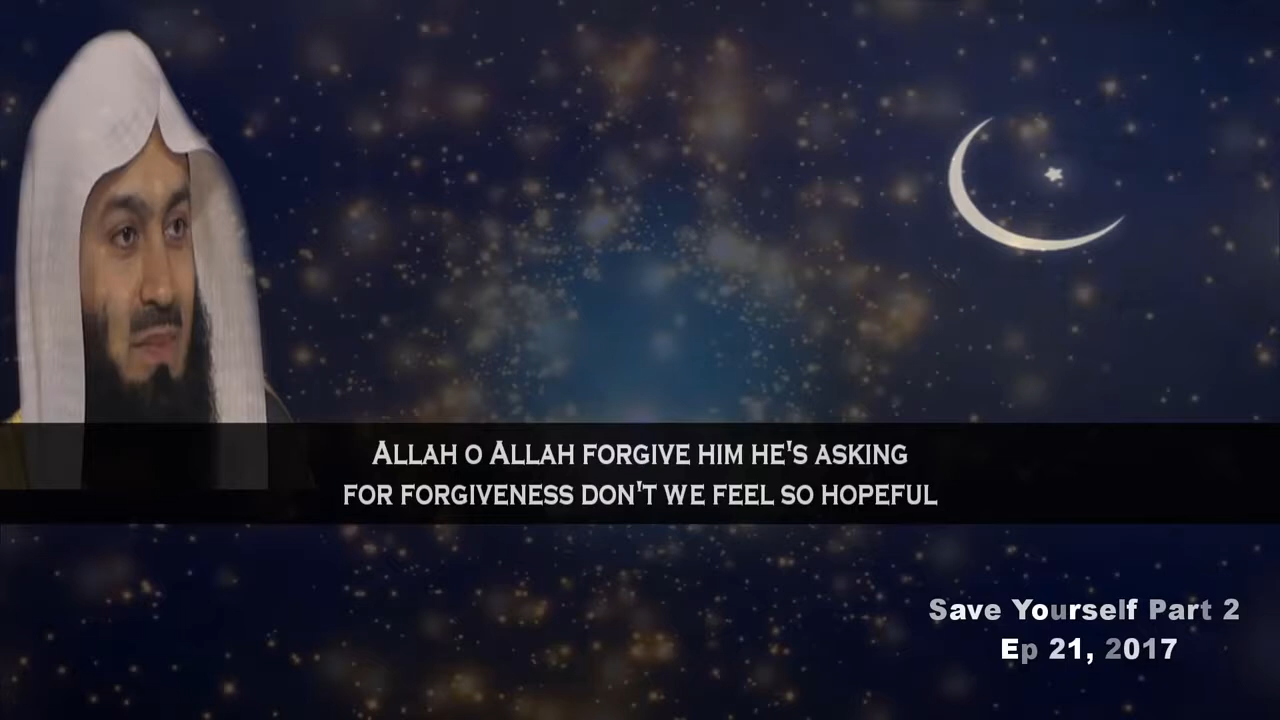 Allah o Allah forgive him he's asking
for forgiveness don't we feel so hopeful
Save Yourself Part 2
Ep 21, 2017